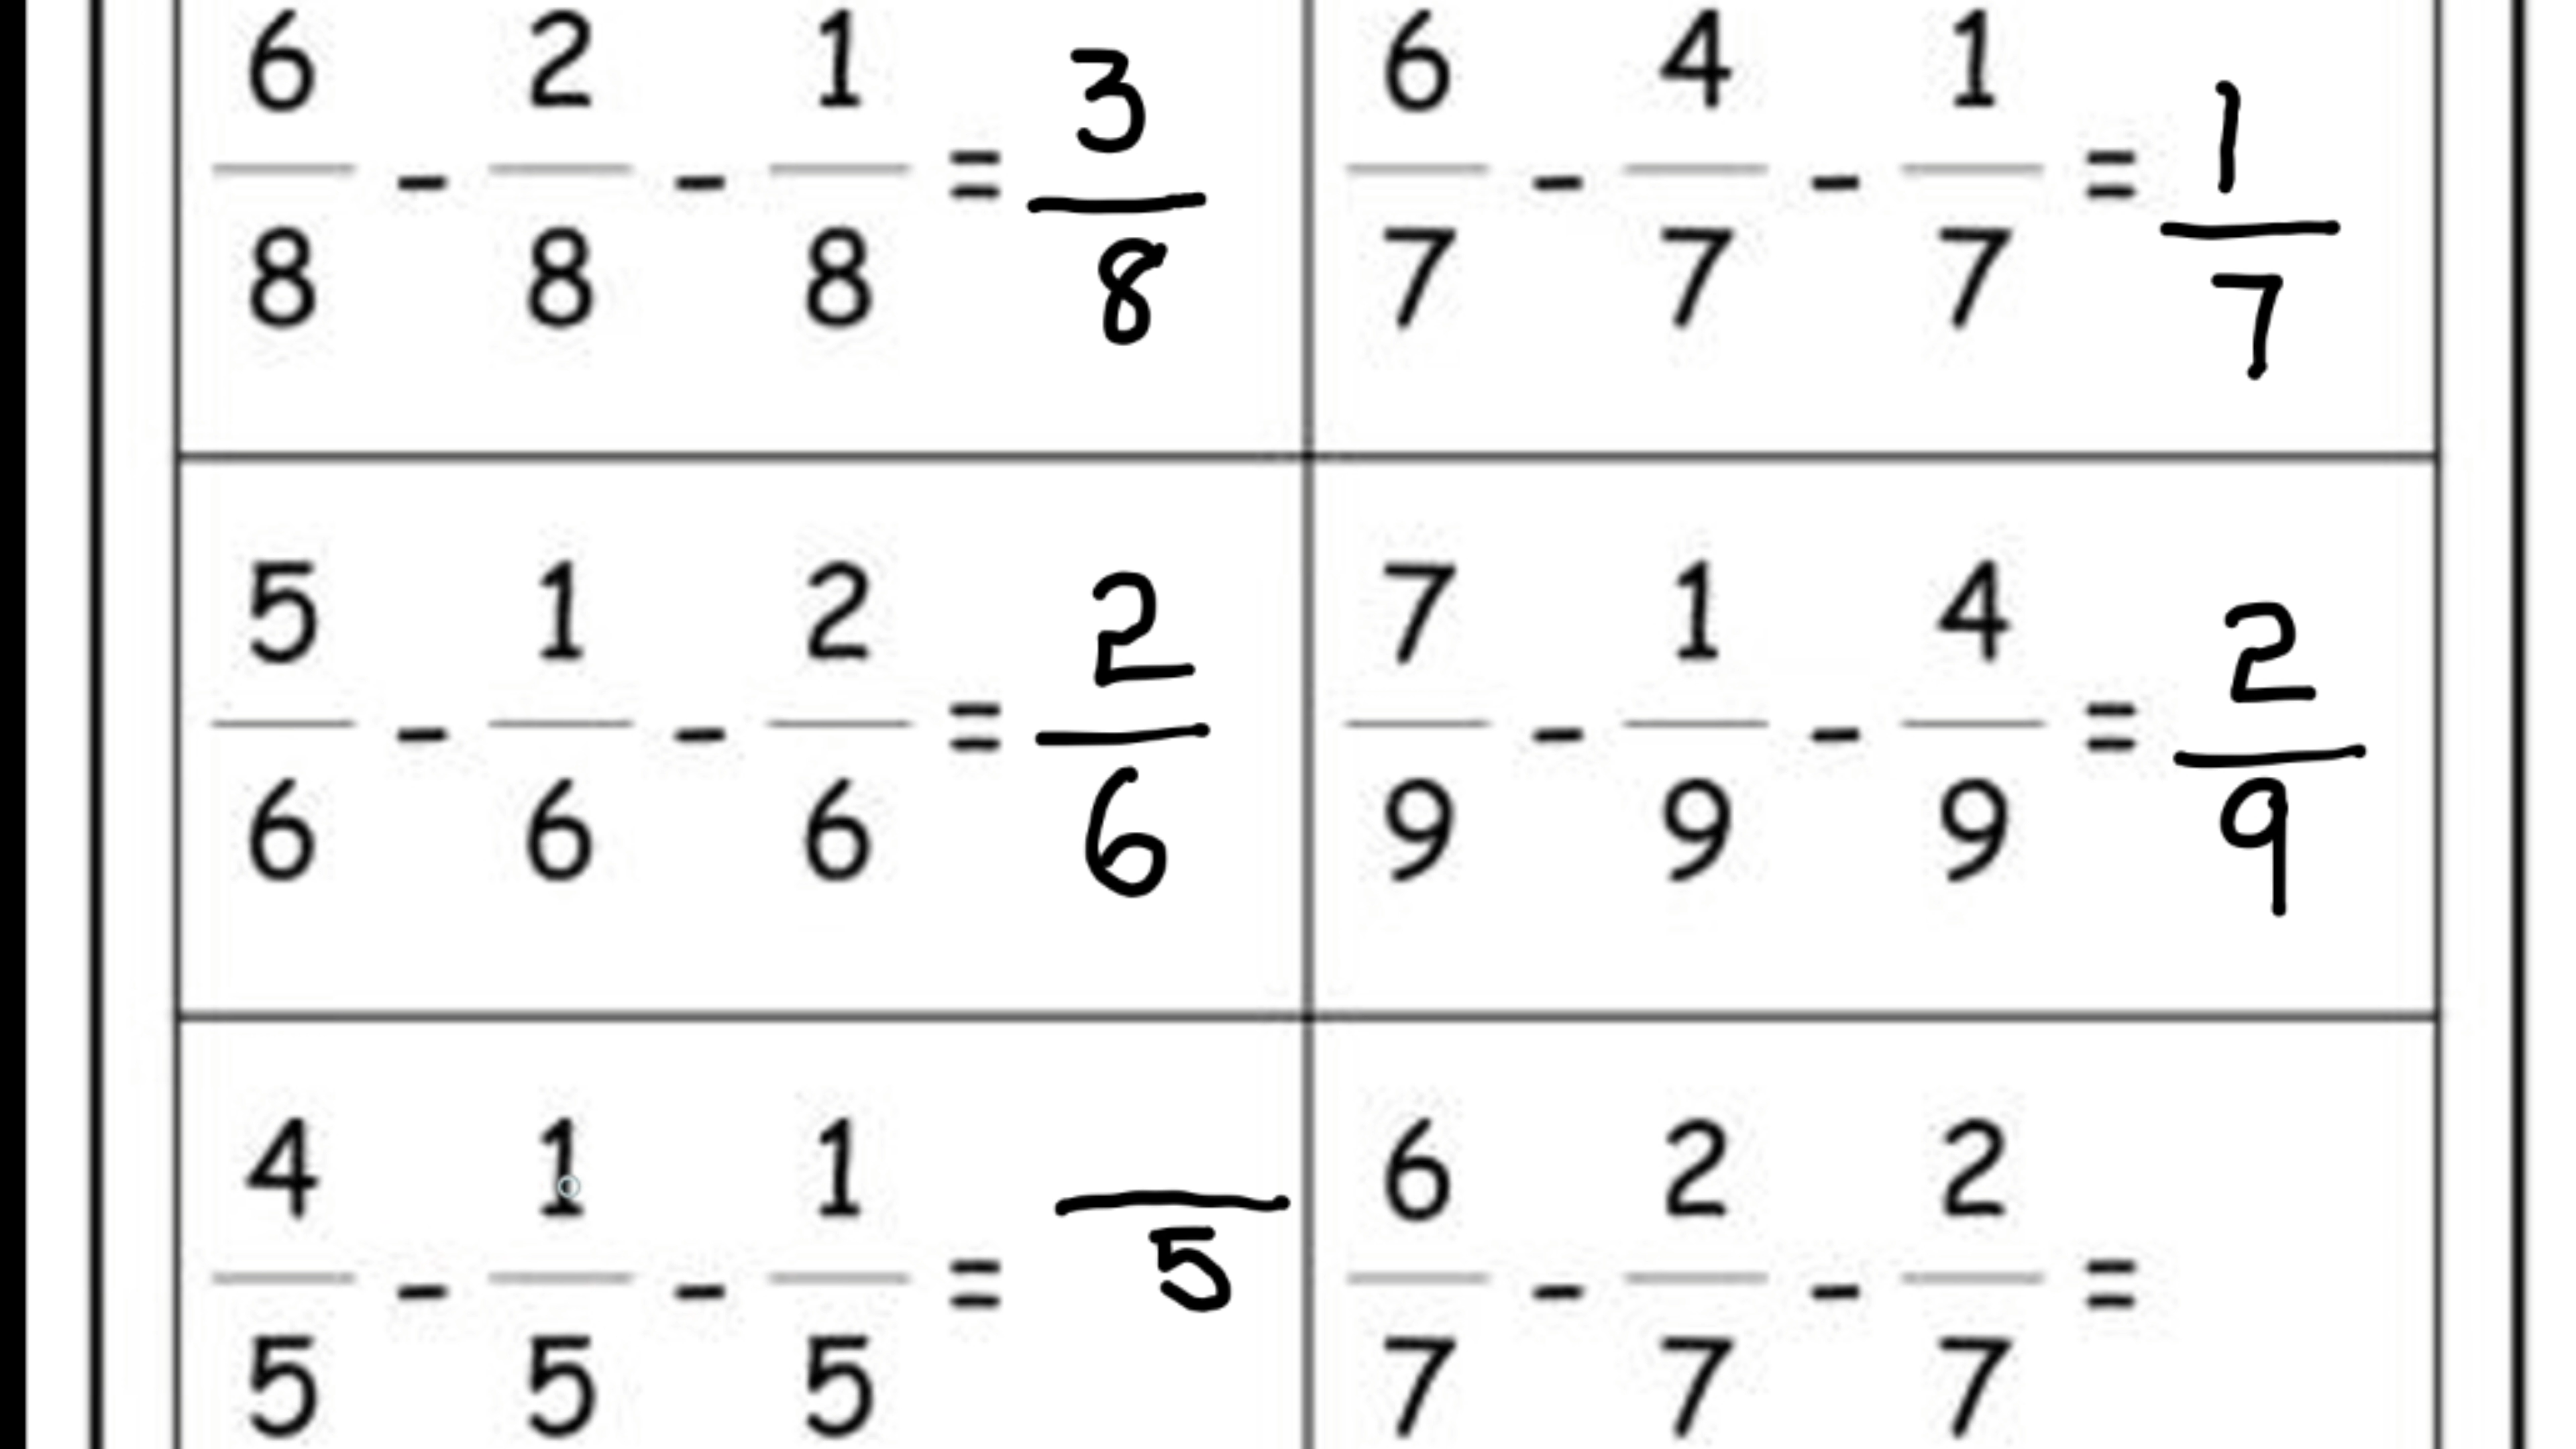 6/8 - 2/8 - 1/8 = 3/8
6/7 - 4/7 - 1/7 = 1/7
5/6 - 1/6 - 2/6 = 2/6
7/9 - 1/9 - 4/9 = 2/9
4/5 - 1/5 - 1/5 = /5
6/7 - 2/7 - 2/7 =